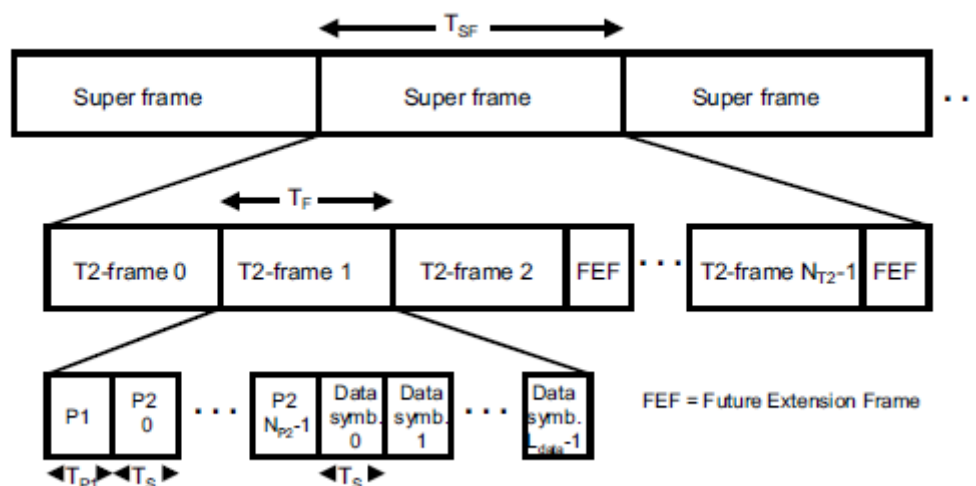 T_SF
Super frame Super frame Super frame . .
T_F
T2-frame 0 T2-frame 1 T2-frame 2 FEF . . . T2-frame N_T2-1 FEF
P1 P2 0 . . . P2 N_P2-1 Data symb. 0 Data symb. 1 . . . Data symb. L_data-1
FEF = Future Extension Frame
T_P1 T_S T_S